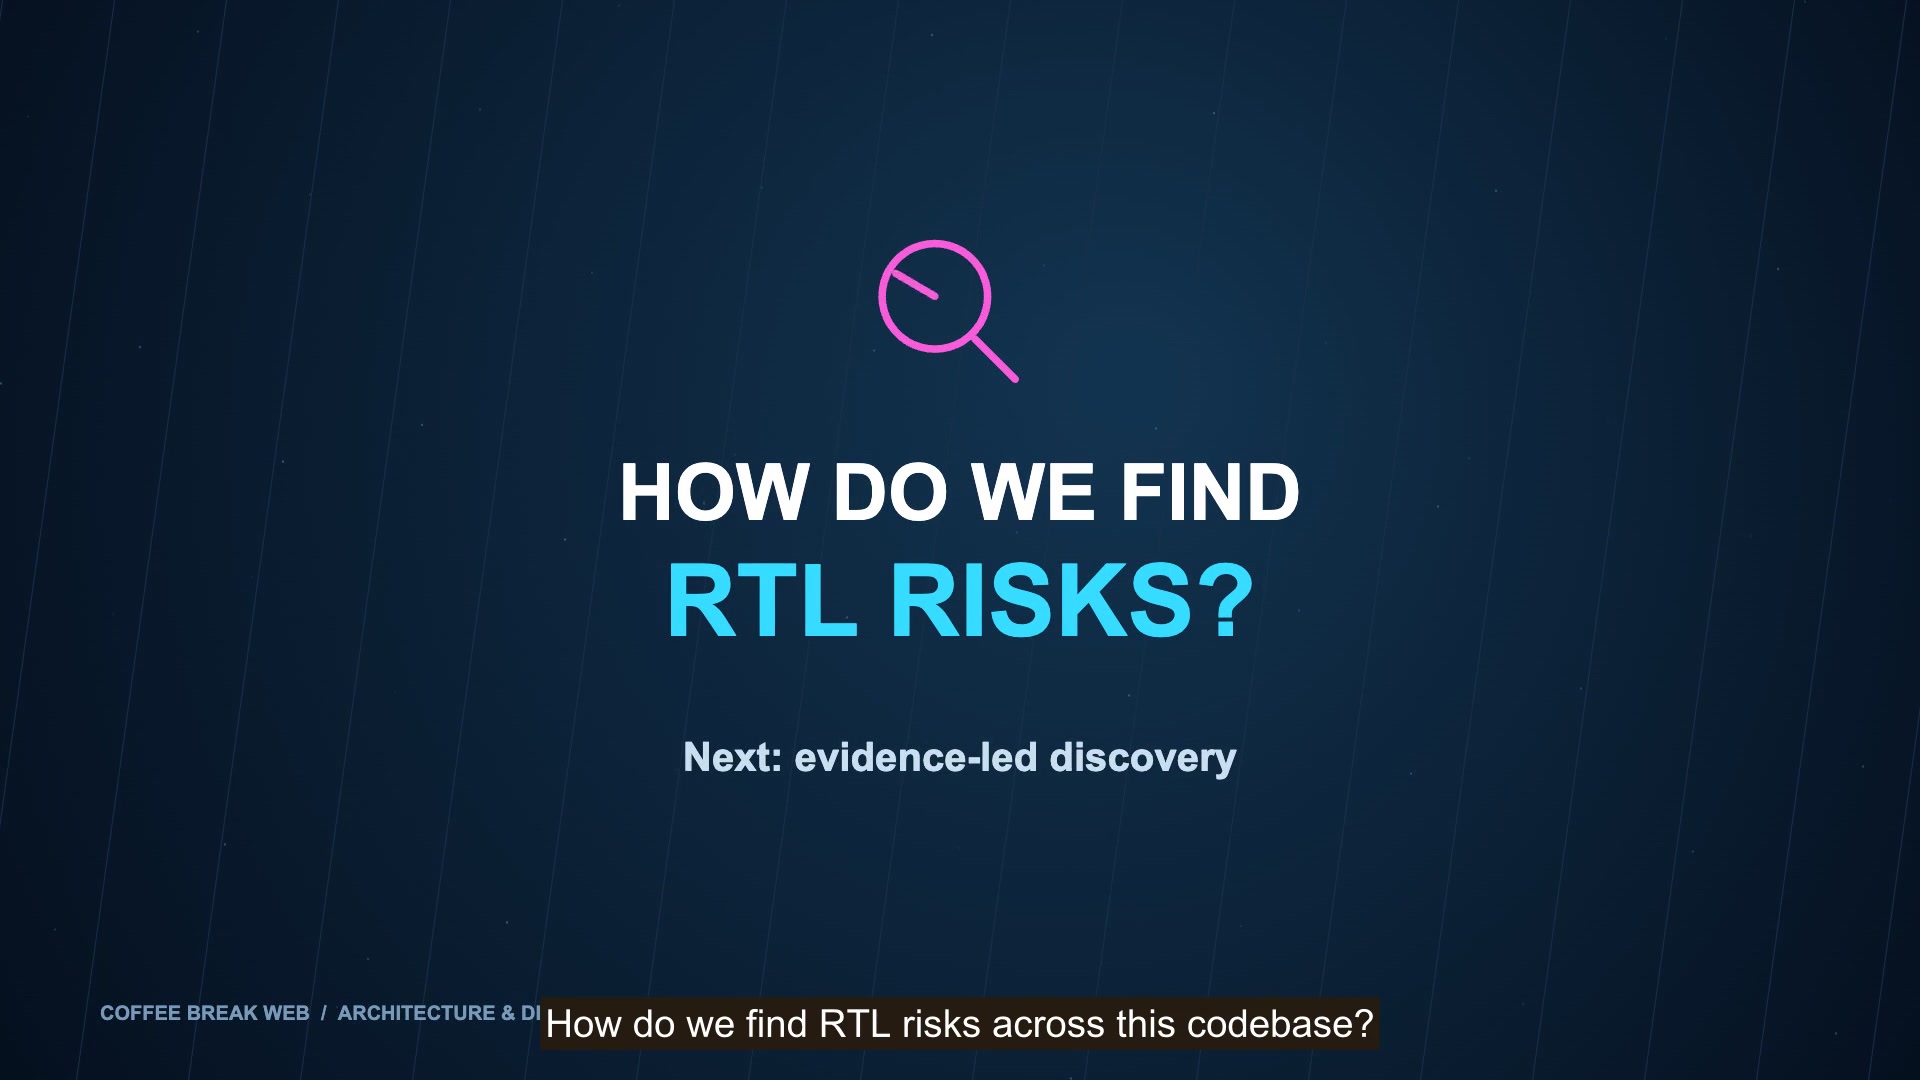 HOW DO WE FIND
RTL RISKS?
Next: evidence-led discovery
COFFEE BREAK WEB / ARCHITECTURE &
How do we find RTL risks across this codebase?